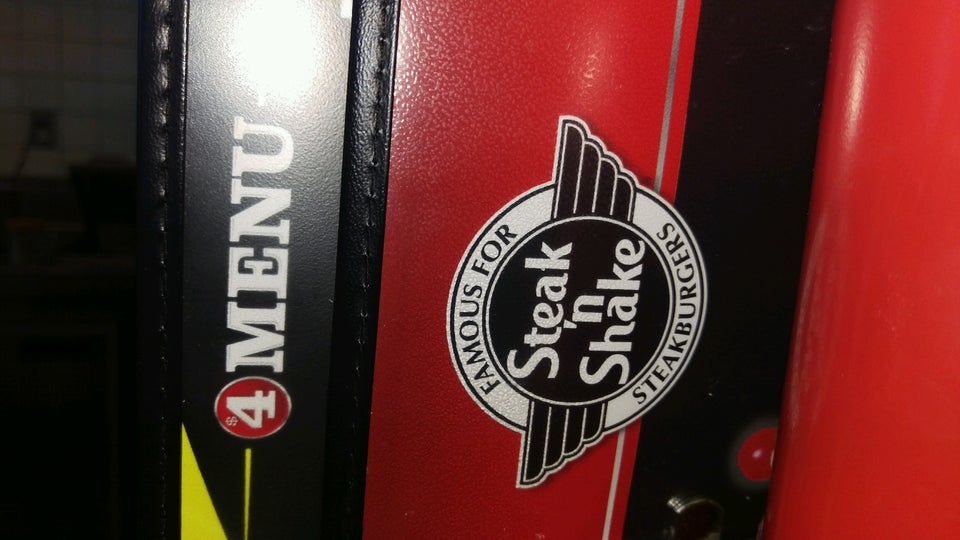 $4 MENU
FAMOUS FOR
Steak
'n
Shake
STEAKBURGERS